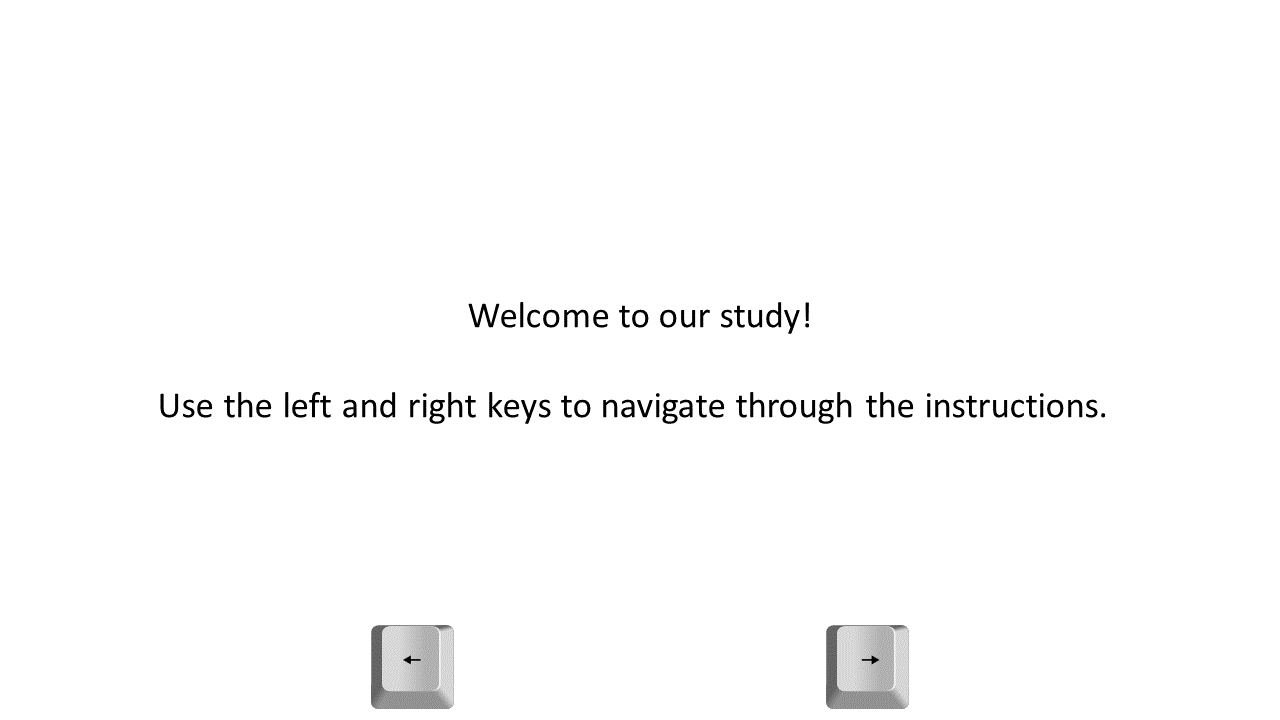 Welcome to our study!
Use the left and right keys to navigate through the instructions.